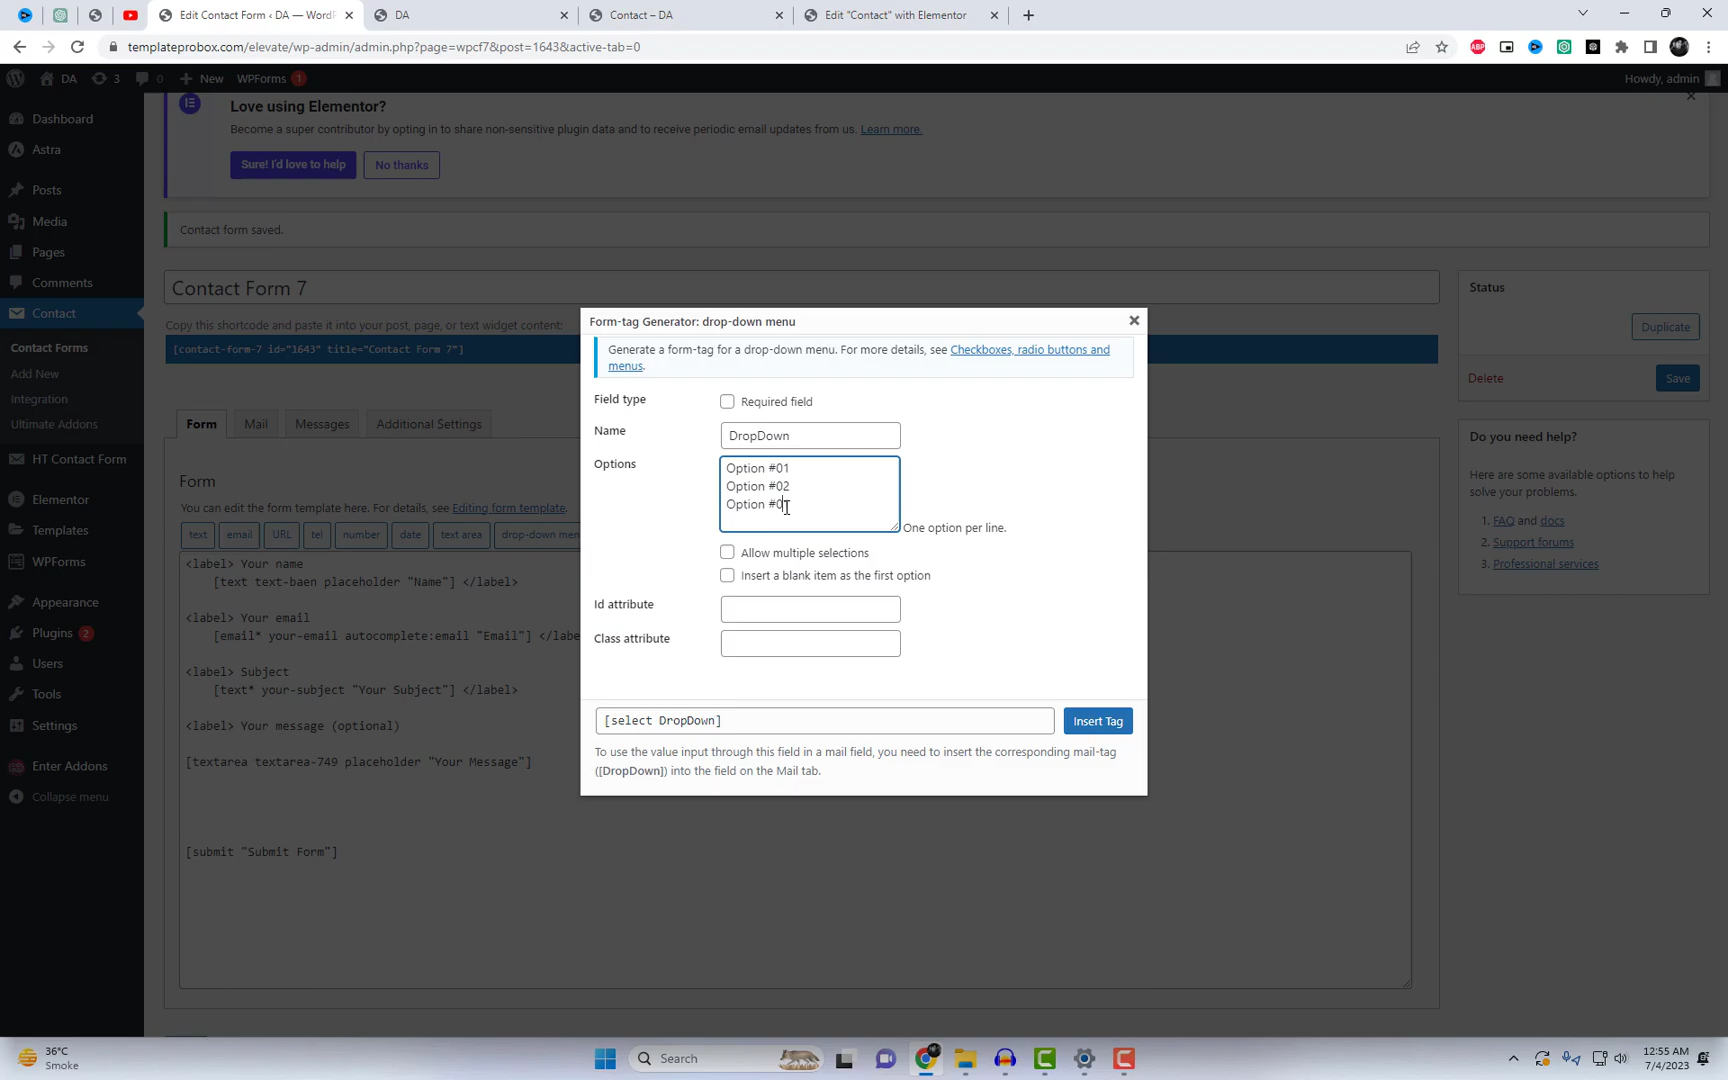 Edit Contact Form ‹ DA — WordP
DA
Contact – DA
Edit "Contact" with Elementor
templateprobox.com/elevate/wp-admin/admin.php?page=wpcf7&post=1643&active-tab=0
ABP
DA
3
0
New
WPForms 1
Howdy, admin
Dashboard
Astra
Posts
Media
Pages
Comments
Contact
Contact Forms
Add New
Integration
Ultimate Addons
HT Contact Form
Elementor
Templates
WPForms
Appearance
Plugins 2
Users
Tools
Settings
Enter Addons
Collapse menu
Love using Elementor?
Become a super contributor by opting in to share non-sensitive plugin data and to receive periodic email updates from us. Learn more.
Sure! I'd love to help
No thanks
Contact form saved.
Contact Form 7
Copy this shortcode and paste it into your post, page, or text widget content:
[contact-form-7 id="1643" title="Contact Form 7"]
Form
Mail
Messages
Additional Settings
Form
You can edit the form template here. For details, see Editing form template.
text
email
URL
tel
number
date
text area
drop-down men
<label> Your name
[text text-baen placeholder "Name"] </label>
<label> Your email
[email* your-email autocomplete:email "Email"] </labe
<label> Subject
[text* your-subject "Your Subject"] </label>
<label> Your message (optional)
[textarea textarea-749 placeholder "Your Message"]
[submit "Submit Form"]
Form-tag Generator: drop-down menu
Generate a form-tag for a drop-down menu. For more details, see Checkboxes, radio buttons and
menus.
Field type
Required field
Name
DropDown
Options
Option #01
Option #02
Option #0
One option per line.
Allow multiple selections
Insert a blank item as the first option
Id attribute
Class attribute
[select DropDown]
Insert Tag
To use the value input through this field in a mail field, you need to insert the corresponding mail-tag
([DropDown]) into the field on the Mail tab.
Status
Duplicate
Delete
Save
Do you need help?
Here are some available options to help
solve your problems.
1. FAQ and docs
2. Support forums
3. Professional services
36°C
Smoke
Search
12:55 AM
7/4/2023